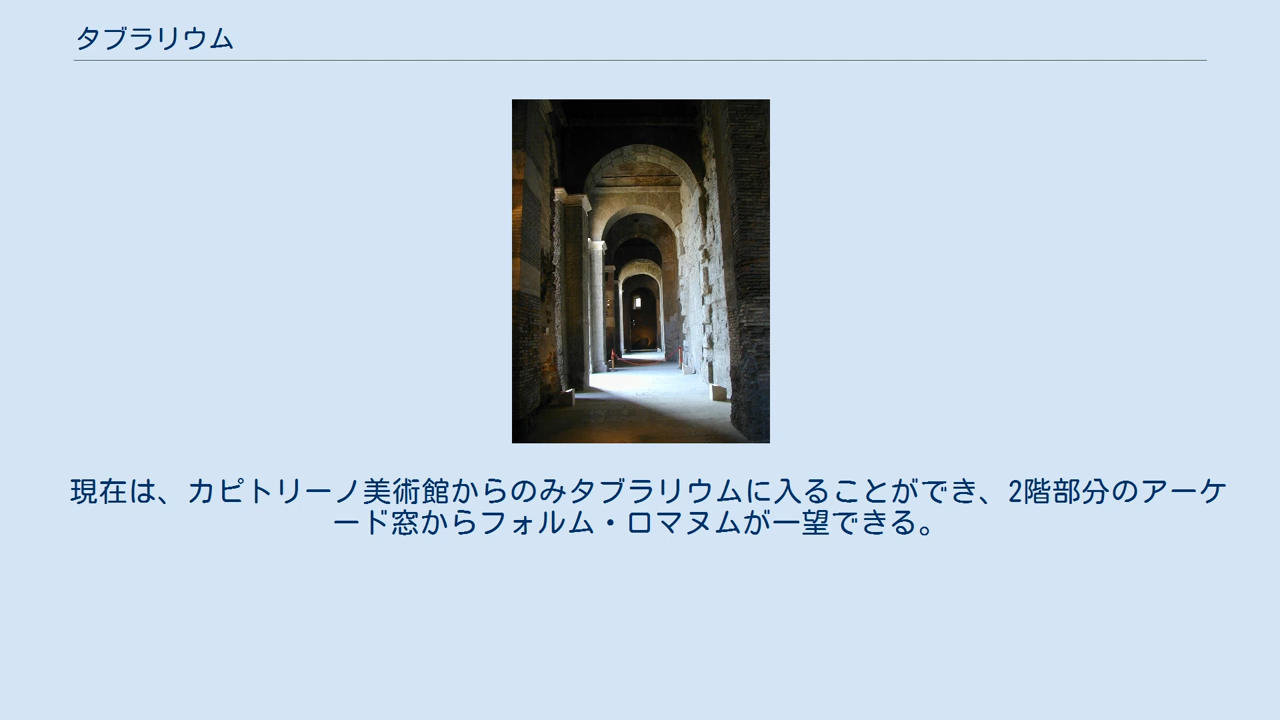 タブラリウム
現在は、カピトリーノ美術館からのみタブラリウムに入ることができ、2階部分のアーケ
ード窓からフォルム・ロマヌムが一望できる。